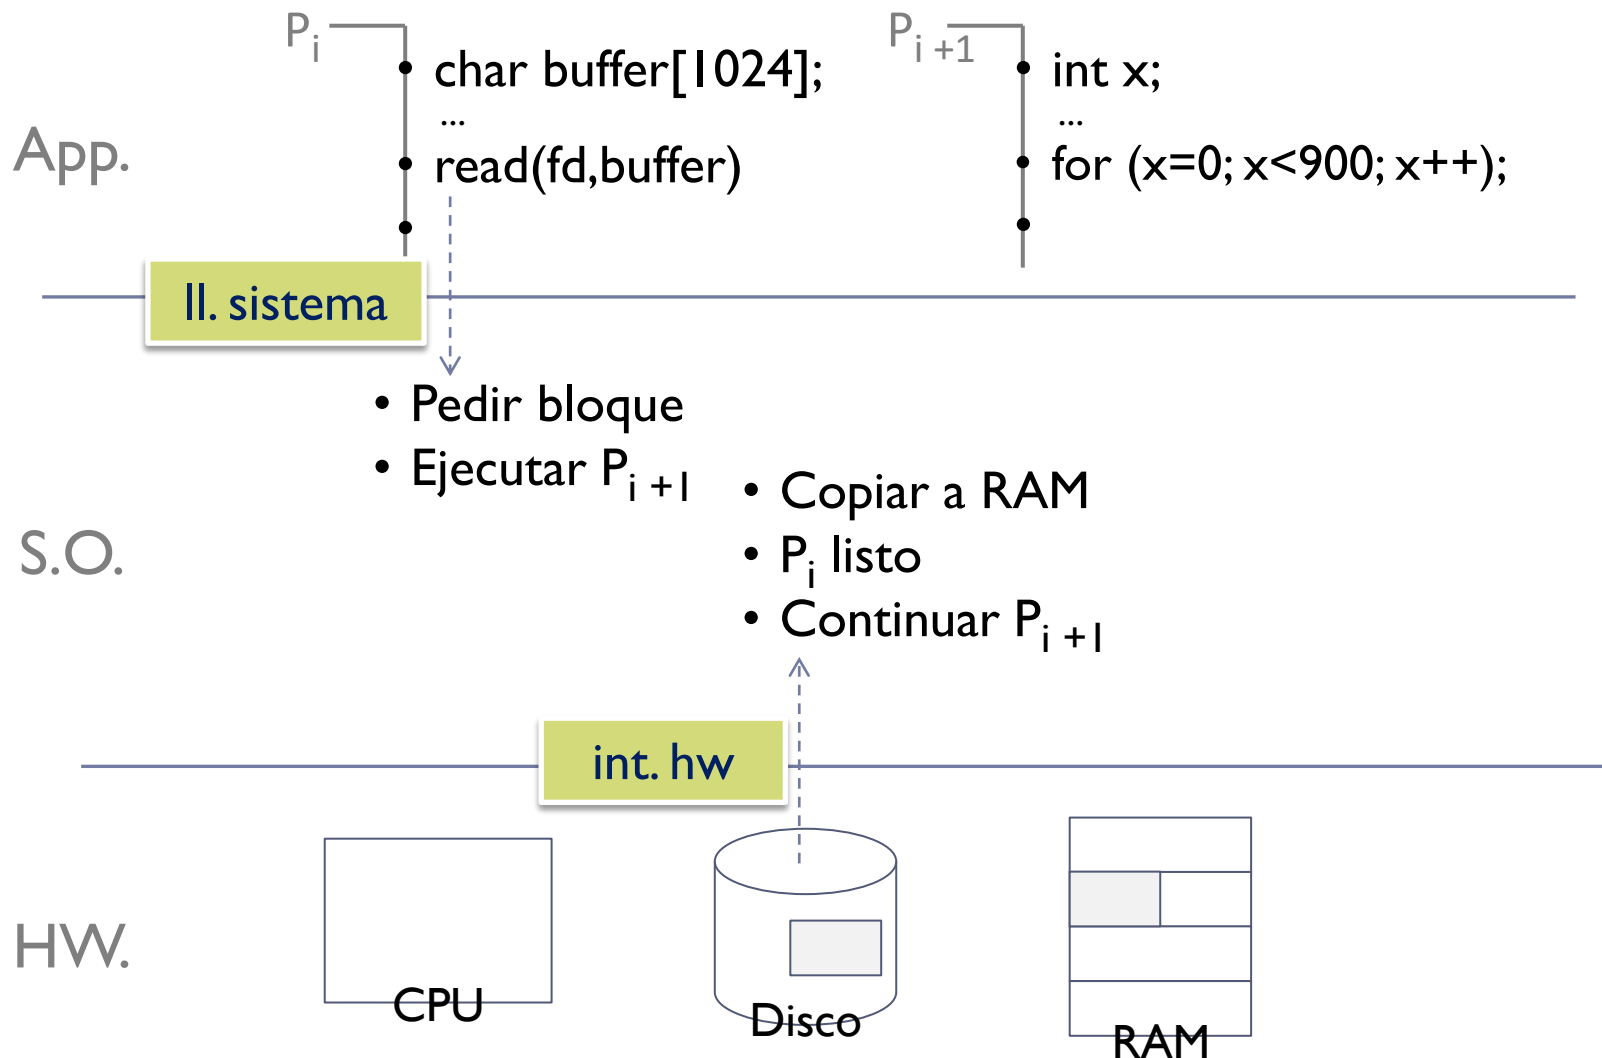 Pi
char buffer[1024];
...
read(fd,buffer)
Pi +1
int x;
...
for (x=0; x<900; x++);
App.
ll. sistema
• Pedir bloque
• Ejecutar Pi +1
S.O.
• Copiar a RAM
• Pi listo
• Continuar Pi +1
int. hw
HW.
CPU
Disco
RAM